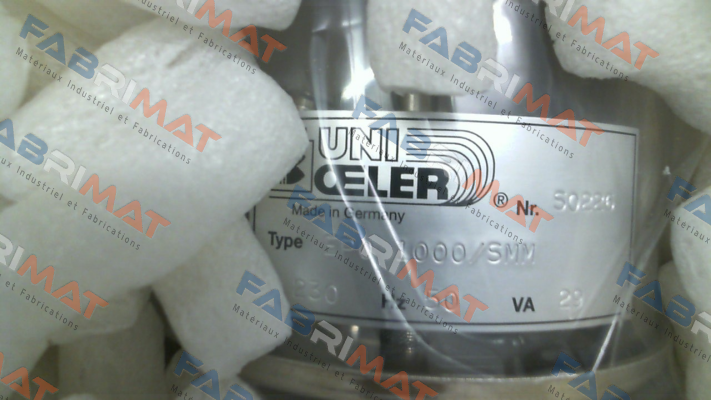 UNI
CELER ® Nr.
Made in Germany
Type 1000/SMM
Hz 50 VA
FABRIMAT
Materiaux Industriel et Fabrications